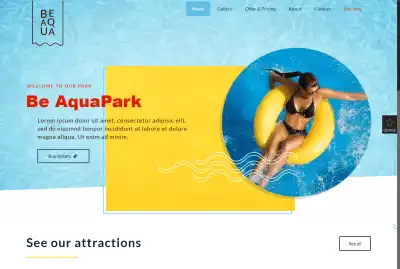 BE
AQ
UA
Home
Gallery
Offer & Pricing
About
Contact
Buy now
WELCOME TO OUR PARK
Be AquaPark
Lorem ipsum dolor sit amet, consectetur adipisic elit,
sed do eiusmod tempor incididunt ut labore et dolore
magna aliqua. Ut enim ad minim.
Buy tickets
See our attractions
See all